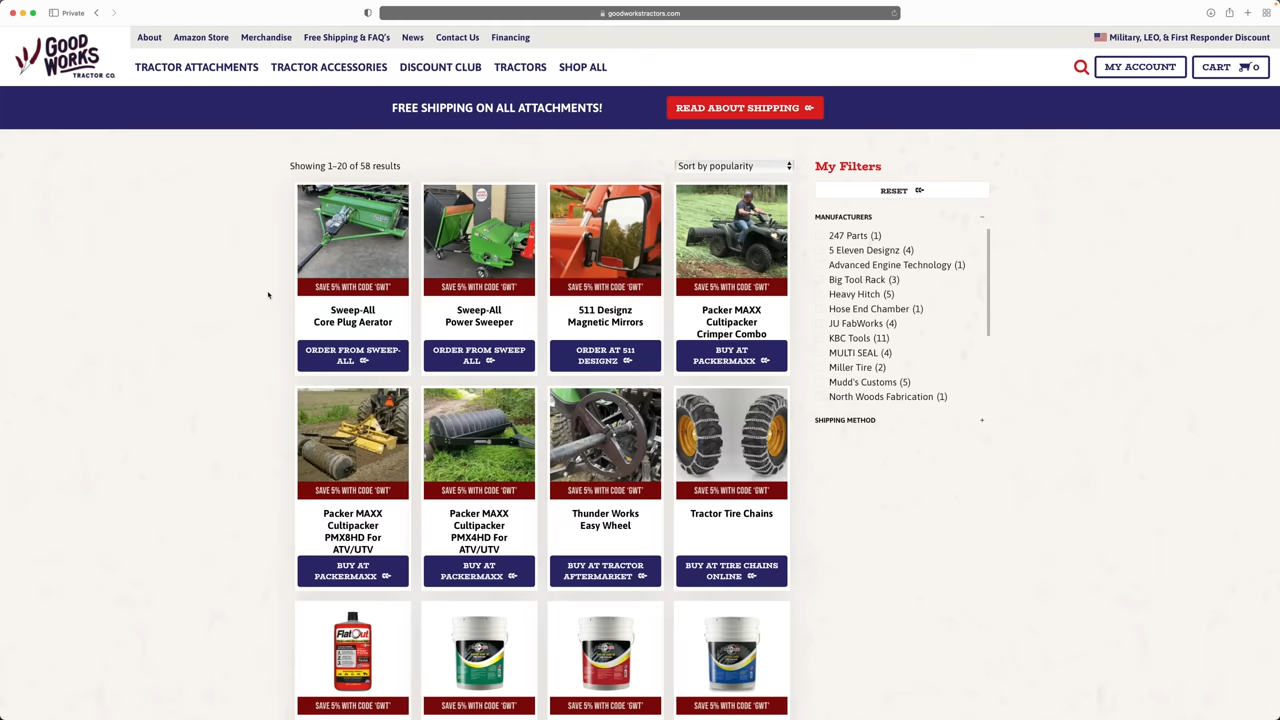 Private
goodworkstractors.com
GOOD
WORKS
TRACTOR CO.
About Amazon Store Merchandise Free Shipping & FAQ's News Contact Us Financing
Military, LEO, & First Responder Discount
TRACTOR ATTACHMENTS TRACTOR ACCESSORIES DISCOUNT CLUB TRACTORS SHOP ALL
MY ACCOUNT
CART 0
FREE SHIPPING ON ALL ATTACHMENTS!
READ ABOUT SHIPPING
Showing 1–20 of 58 results
Sort by popularity
SAVE 5% WITH CODE 'GWT'
Sweep-All
Core Plug Aerator
ORDER FROM SWEEP-
ALL
SAVE 5% WITH CODE 'GWT'
Sweep-All
Power Sweeper
ORDER FROM SWEEP
ALL
SAVE 5% WITH CODE 'GWT'
511 Designz
Magnetic Mirrors
ORDER AT 511
DESIGNZ
SAVE 5% WITH CODE 'GWT'
Packer MAXX
Cultipacker
Crimper Combo
BUY AT
PACKERMAXX
SAVE 5% WITH CODE 'GWT'
Packer MAXX
Cultipacker
PMX8HD For
ATV/UTV
BUY AT
PACKERMAXX
SAVE 5% WITH CODE 'GWT'
Packer MAXX
Cultipacker
PMX4HD For
ATV/UTV
BUY AT
PACKERMAXX
SAVE 5% WITH CODE 'GWT'
Thunder Works
Easy Wheel
BUY AT TRACTOR
AFTERMARKET
SAVE 5% WITH CODE 'GWT'
Tractor Tire Chains
BUY AT TIRE CHAINS
ONLINE
FlatOut
SAVE 5% WITH CODE 'GWT'
SAVE 5% WITH CODE 'GWT'
SAVE 5% WITH CODE 'GWT'
SAVE 5% WITH CODE 'GWT'
My Filters
RESET
MANUFACTURERS −
247 Parts (1)
5 Eleven Designz (4)
Advanced Engine Technology (1)
Big Tool Rack (3)
Heavy Hitch (5)
Hose End Chamber (1)
JU FabWorks (4)
KBC Tools (11)
MULTI SEAL (4)
Miller Tire (2)
Mudd's Customs (5)
North Woods Fabrication (1)
SHIPPING METHOD +